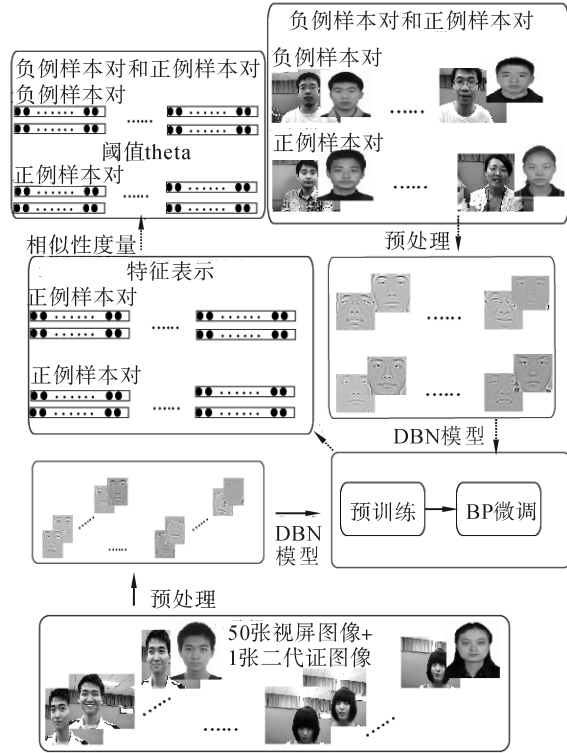 负例样本对和正例样本对
负例样本对
正例样本对
预处理
负例样本对和正例样本对
负例样本对
阈值theta
正例样本对
相似性度量
特征表示
正例样本对
正例样本对
DBN模型
预训练
BP微调
DBN
模型
预处理
50张视屏图像+
1张二代证图像